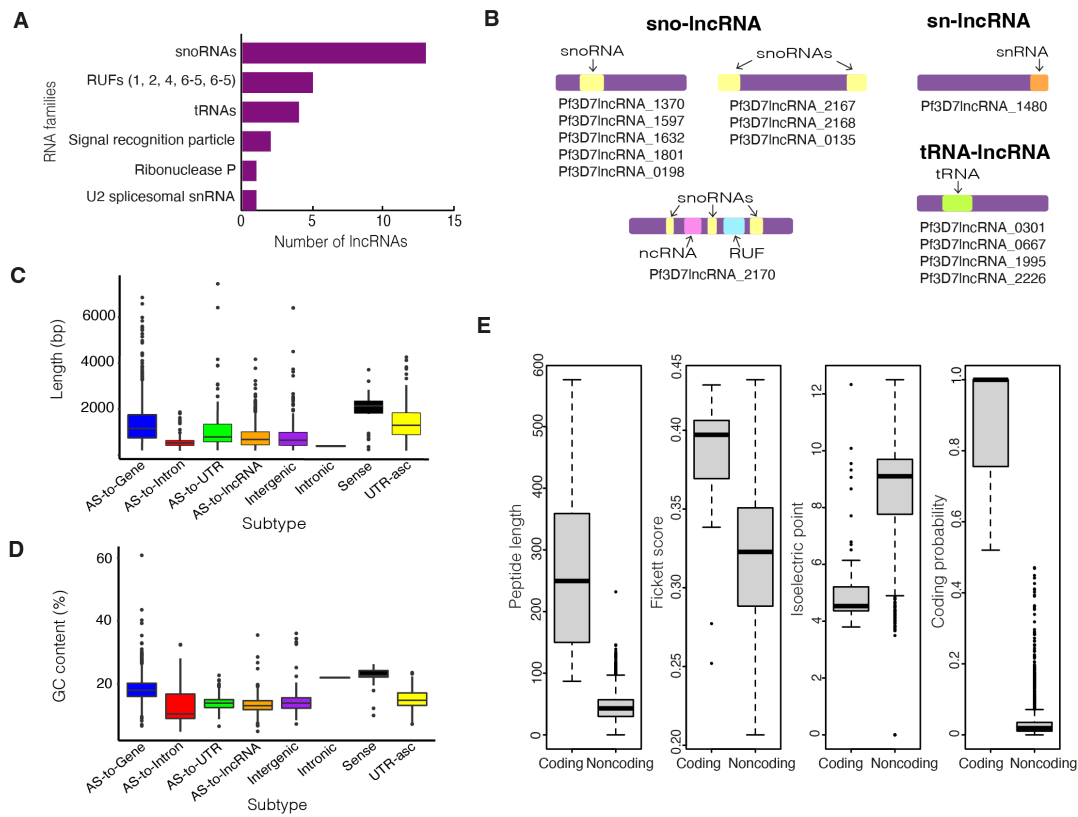 A
snoRNAs
RUFs (1, 2, 4, 6-5, 6-5)
tRNAs
Signal recognition particle
Ribonuclease P
U2 splicesomal snRNA
RNA families
0 5 10 15
Number of lncRNAs
B
sno-lncRNA
snoRNA
Pf3D7lncRNA_1370
Pf3D7lncRNA_1597
Pf3D7lncRNA_1632
Pf3D7lncRNA_1801
Pf3D7lncRNA_0198
snoRNAs
Pf3D7lncRNA_2167
Pf3D7lncRNA_2168
Pf3D7lncRNA_0135
snoRNAs
ncRNA RUF
Pf3D7lncRNA_2170
sn-lncRNA
snRNA
Pf3D7lncRNA_1480
tRNA-lncRNA
tRNA
Pf3D7lncRNA_0301
Pf3D7lncRNA_0667
Pf3D7lncRNA_1995
Pf3D7lncRNA_2226
C
Length (bp)
6000
4000
2000
AS-to-Gene
AS-to-Intron
AS-to-UTR
AS-to-lncRNA
Intergenic
Intronic
Sense
UTR-asc
Subtype
D
GC content (%)
60
40
20
AS-to-Gene
AS-to-Intron
AS-to-UTR
AS-to-lncRNA
Intergenic
Intronic
Sense
UTR-asc
Subtype
E
Peptide length
600
500
400
300
200
100
0
Coding Noncoding
Fickett score
0.45
0.40
0.35
0.30
0.25
0.20
Coding Noncoding
Isoelectric point
12
10
8
6
4
2
0
Coding Noncoding
Coding probability
1.0
0.8
0.6
0.4
0.2
0
Coding Noncoding